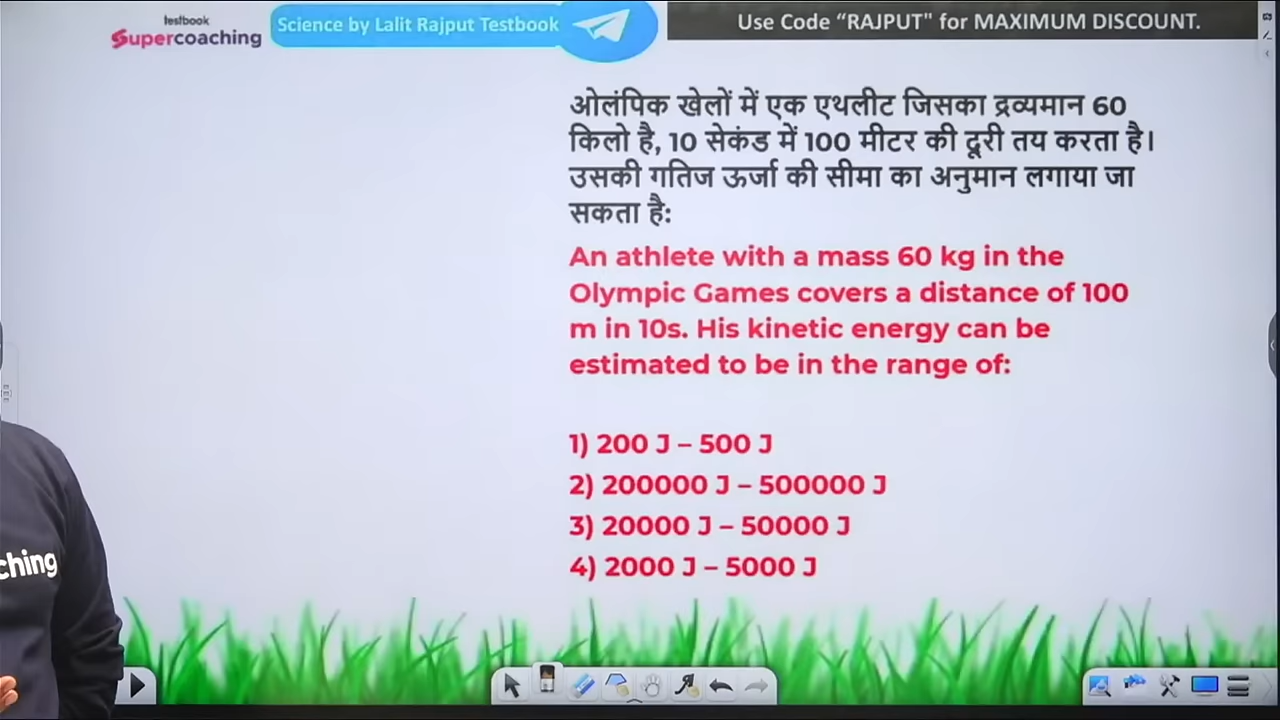 testbook
Supercoaching
Science by Lalit Rajput Testbook
Use Code “RAJPUT" for MAXIMUM DISCOUNT.
ओलंपिक खेलों में एक एथलीट जिसका द्रव्यमान 60
किलो है, 10 सेकंड में 100 मीटर की दूरी तय करता है।
उसकी गतिज ऊर्जा की सीमा का अनुमान लगाया जा
सकता है:
An athlete with a mass 60 kg in the
Olympic Games covers a distance of 100
m in 10s. His kinetic energy can be
estimated to be in the range of:
1) 200 J – 500 J
2) 200000 J – 500000 J
3) 20000 J – 50000 J
4) 2000 J – 5000 J
ching